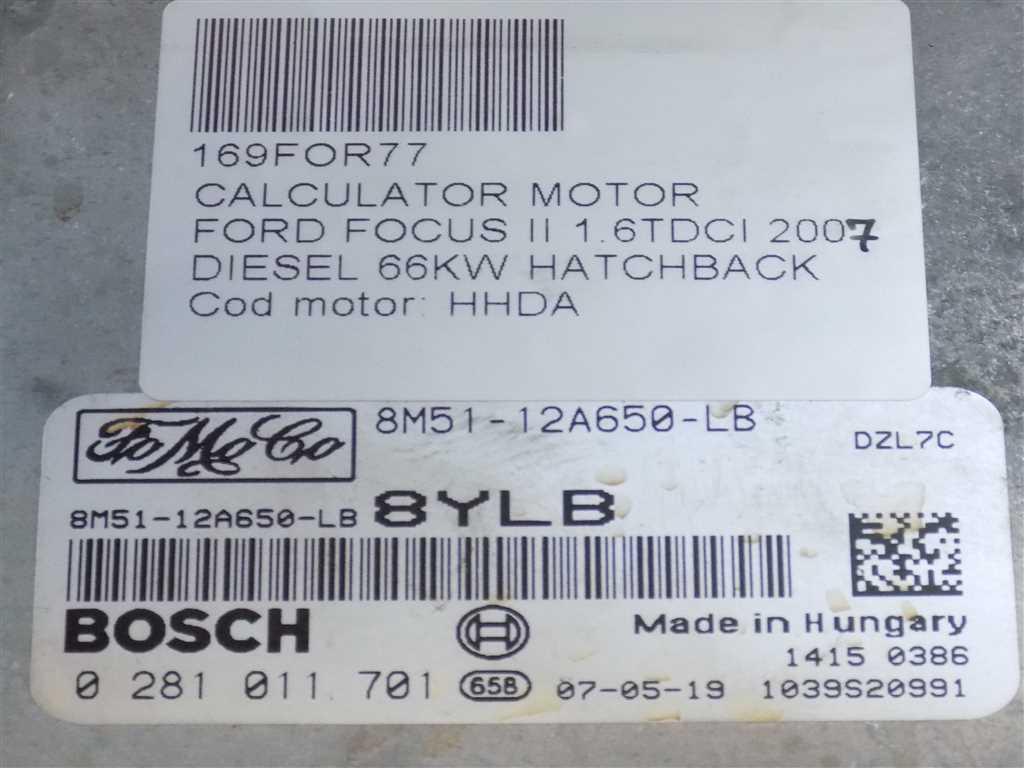 169FOR77
CALCULATOR MOTOR
FORD FOCUS II 1.6TDCI 2007
DIESEL 66KW HATCHBACK
Cod motor: HHDA
FoMoCo 8M51-12A650-LB DZL7C
8M51-12A650-LB 8YLB
BOSCH Made in Hungary
1415 0386
0 281 011 701 658 07-05-19 1039S20991